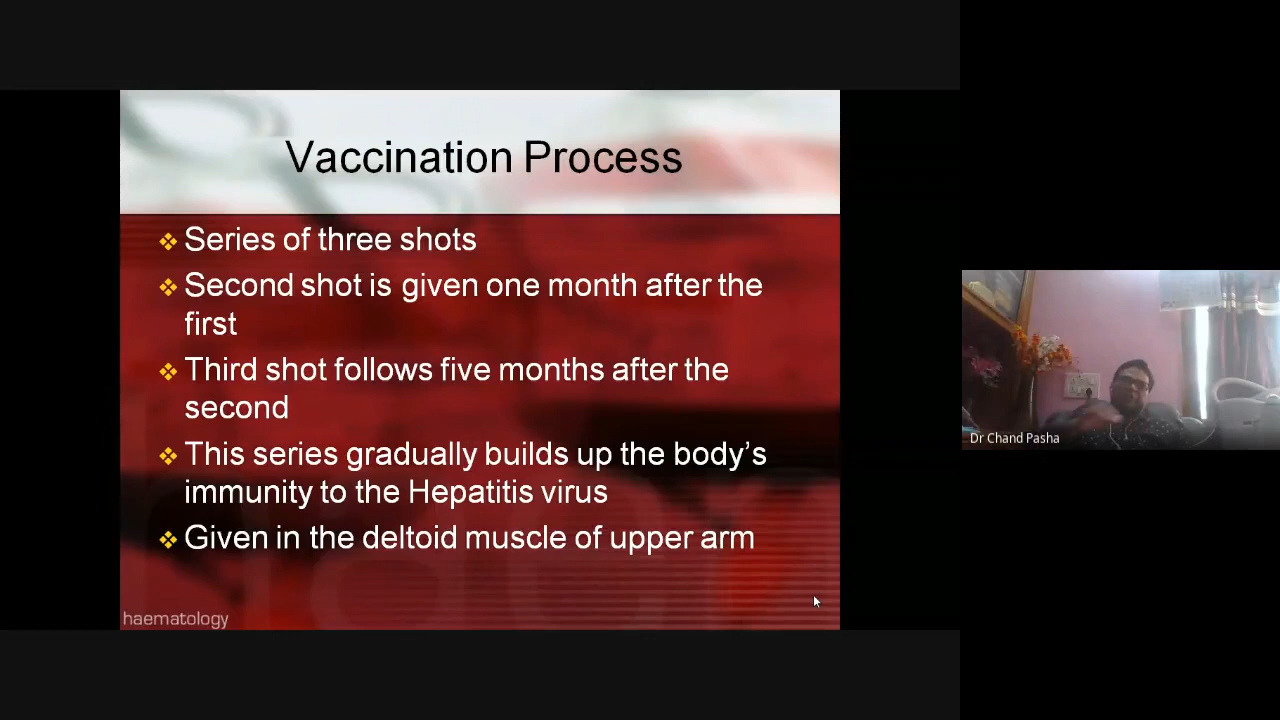 Vaccination Process
Series of three shots
Second shot is given one month after the
first
Third shot follows five months after the
second
This series gradually builds up the body’s
immunity to the Hepatitis virus
Given in the deltoid muscle of upper arm
haematology
Dr Chand Pasha